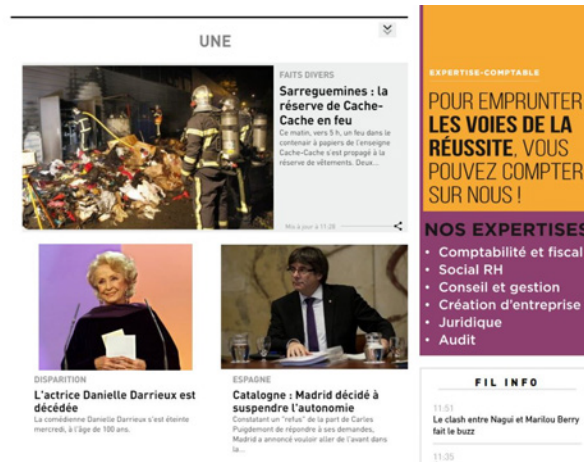 UNE
FAITS DIVERS
Sarreguemines : la
réserve de Cache-
Cache en feu
Ce matin, vers 5 h, un feu dans le
contenair à papiers de l'enseigne
Cache-Cache s'est propagé à la
réserve de vêtements. Deux...
Mis à jour à 11:28
DISPARITION
L'actrice Danielle Darrieux est
décédée
La comédienne Danielle Darrieux s'est éteinte
mercredi, à l'âge de 100 ans.
ESPAGNE
Catalogne : Madrid décidé à
suspendre l'autonomie
Constatant un "refus" de la part de Carles
Puigdemont de répondre à ses demandes,
Madrid a annoncé vouloir aller de l'avant dans
la...
EXPERTISE-COMPTABLE
POUR EMPRUNTER
LES VOIES DE LA
RÉUSSITE, VOUS
POUVEZ COMPTER
SUR NOUS !
NOS EXPERTISES
• Comptabilité et fiscal
• Social RH
• Conseil et gestion
• Création d'entreprise
• Juridique
• Audit
FIL INFO
11:51
Le clash entre Nagui et Marilou Berry
fait le buzz
11:35